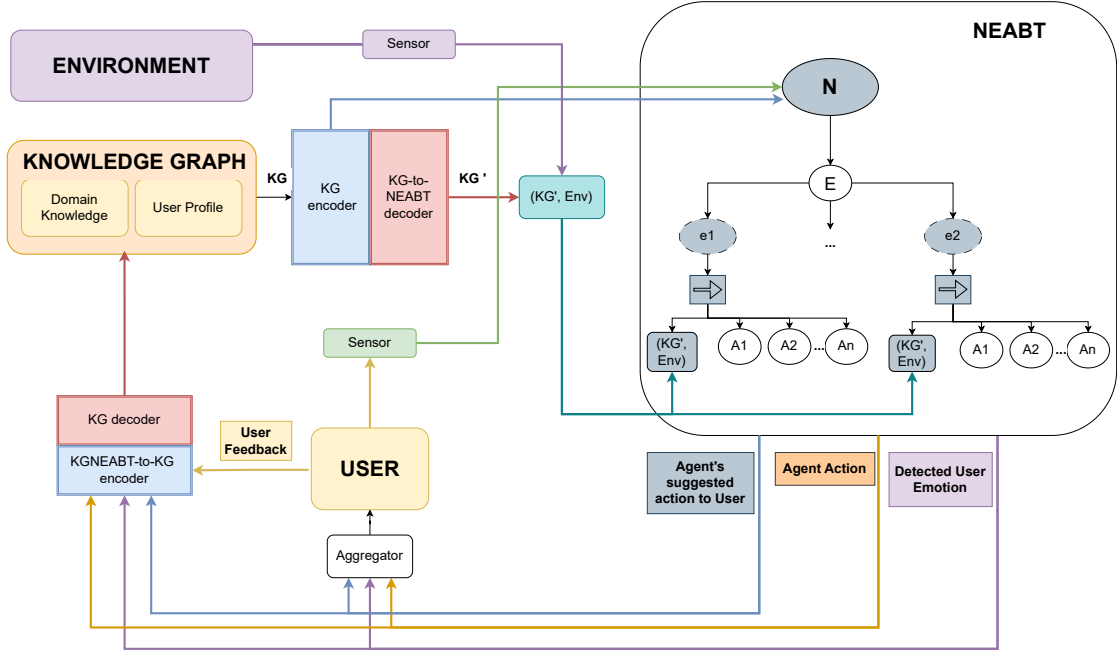 ENVIRONMENT
Sensor
NEABT
N
KNOWLEDGE GRAPH
Domain
Knowledge
User Profile
KG
KG
encoder
KG-to-
NEABT
decoder
KG '
(KG', Env)
E
e1
...
e2
(KG',
Env)
A1
A2
...
An
(KG',
Env)
A1
A2
...
An
Sensor
KG decoder
KGNEABT-to-KG
encoder
User
Feedback
USER
Aggregator
Agent's
suggested
action to User
Agent Action
Detected User
Emotion